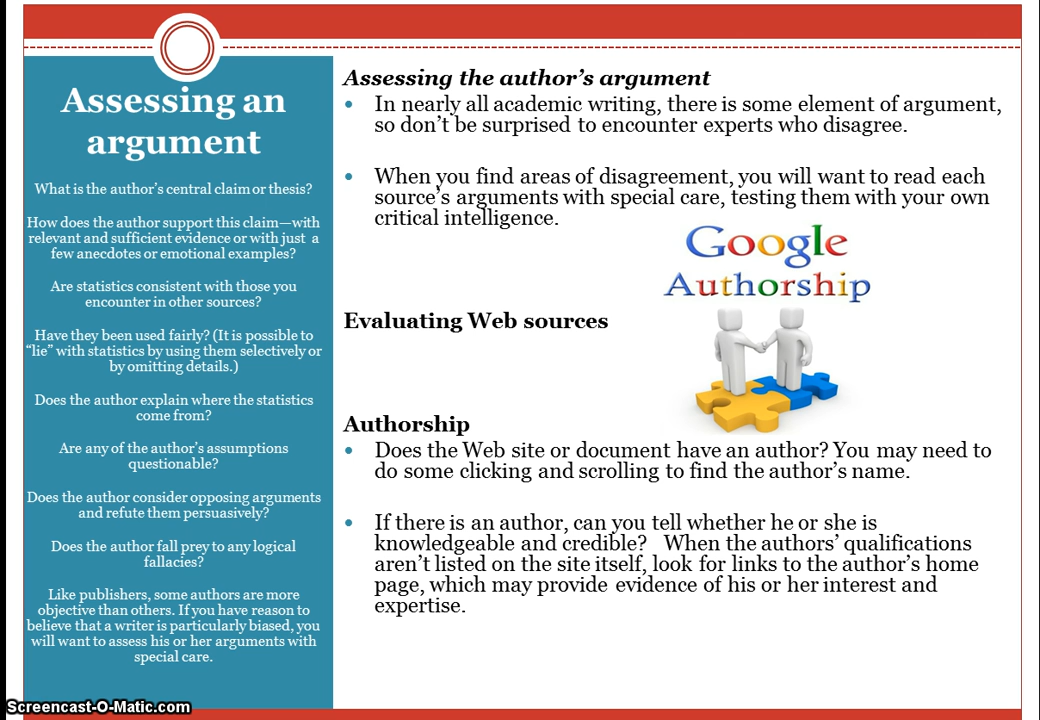 Assessing an
argument
What is the author's central claim or thesis?
How does the author support this claim—with
relevant and sufficient evidence or with just a
few anecdotes or emotional examples?
Are statistics consistent with those you
encounter in other sources?
Have they been used fairly? (It is possible to
“lie” with statistics by using them selectively or
by omitting details.)
Does the author explain where the statistics
come from?
Are any of the author's assumptions
questionable?
Does the author consider opposing arguments
and refute them persuasively?
Does the author fall prey to any logical
fallacies?
Like publishers, some authors are more
objective than others. If you have reason to
believe that a writer is particularly biased, you
will want to assess his or her arguments with
special care.
Assessing the author's argument
• In nearly all academic writing, there is some element of argument,
so don't be surprised to encounter experts who disagree.
• When you find areas of disagreement, you will want to read each
source's arguments with special care, testing them with your own
critical intelligence.
Google
Authorship
Evaluating Web sources
Authorship
• Does the Web site or document have an author? You may need to
do some clicking and scrolling to find the author's name.
• If there is an author, can you tell whether he or she is
knowledgeable and credible? When the authors' qualifications
aren't listed on the site itself, look for links to the author's home
page, which may provide evidence of his or her interest and
expertise.
Screencast-O-Matic.com